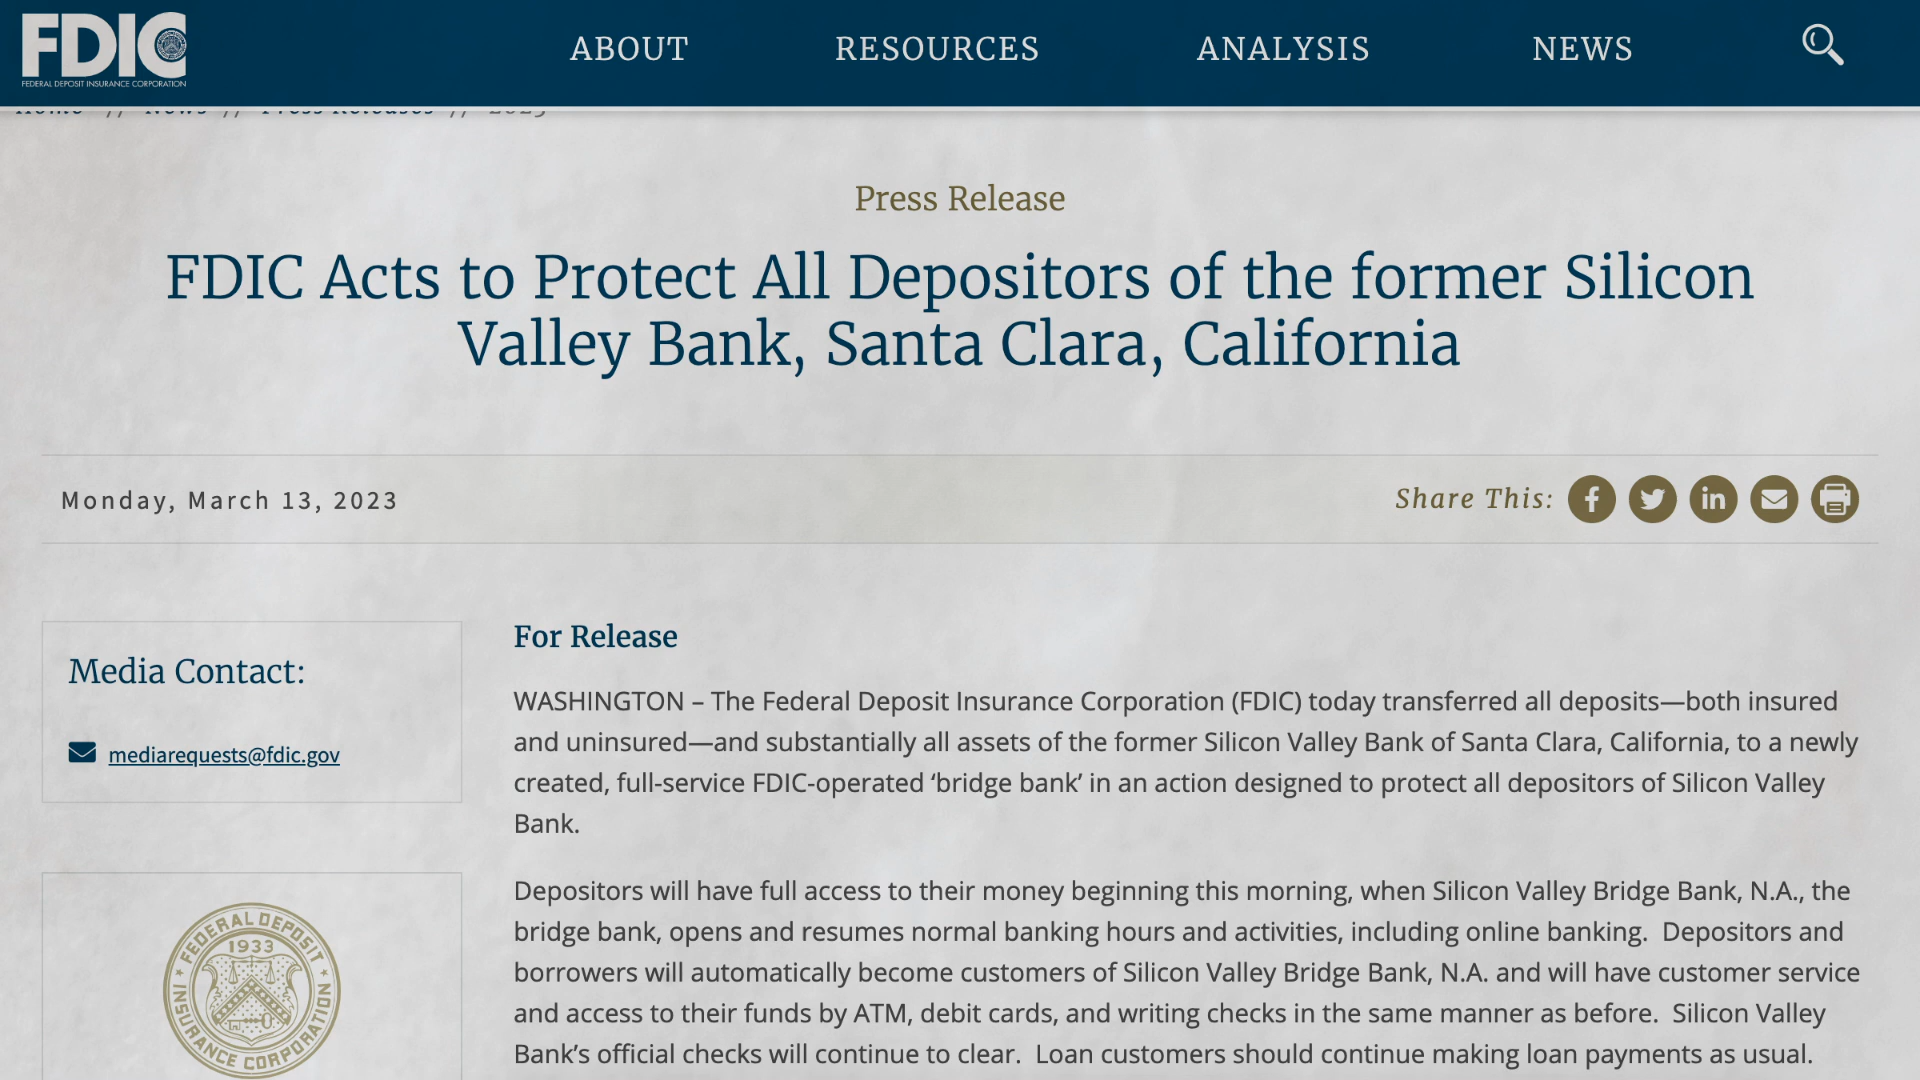 FDIC
FEDERAL DEPOSIT INSURANCE CORPORATION
ABOUT
RESOURCES
ANALYSIS
NEWS
Home // News // Press Releases // 2023
Press Release
FDIC Acts to Protect All Depositors of the former Silicon
Valley Bank, Santa Clara, California
Monday, March 13, 2023
Share This:
Media Contact:
mediarequests@fdic.gov
FEDERAL DEPOSIT INSURANCE CORPORATION
1933
For Release
WASHINGTON – The Federal Deposit Insurance Corporation (FDIC) today transferred all deposits—both insured
and uninsured—and substantially all assets of the former Silicon Valley Bank of Santa Clara, California, to a newly
created, full-service FDIC-operated ‘bridge bank’ in an action designed to protect all depositors of Silicon Valley
Bank.
Depositors will have full access to their money beginning this morning, when Silicon Valley Bridge Bank, N.A., the
bridge bank, opens and resumes normal banking hours and activities, including online banking.  Depositors and
borrowers will automatically become customers of Silicon Valley Bridge Bank, N.A. and will have customer service
and access to their funds by ATM, debit cards, and writing checks in the same manner as before.  Silicon Valley
Bank’s official checks will continue to clear.  Loan customers should continue making loan payments as usual.